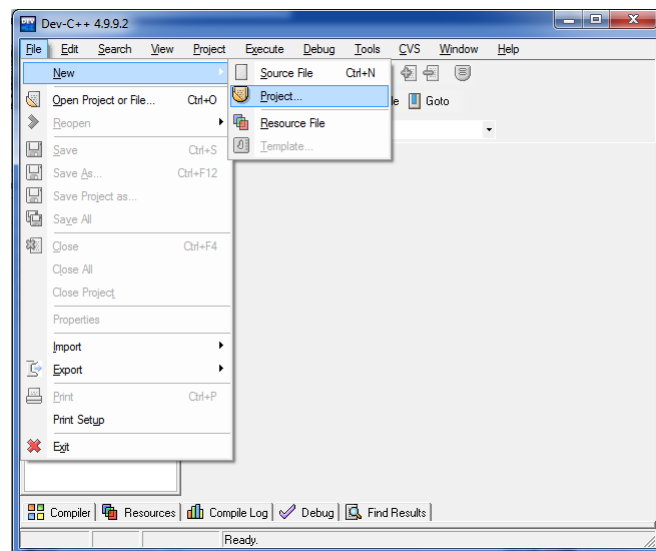 Dev-C++ 4.9.9.2
File Edit Search View Project Execute Debug Tools CVS Window Help
New
Source File Ctrl+N
Project...
Open Project or File... Ctrl+O
Goto
Reopen
Resource File
Save Ctrl+S
Template...
Save As... Ctrl+F12
Save Project as...
Save All
Close Ctrl+F4
Close All
Close Project
Properties
Import
Export
Print Ctrl+P
Print Setup
Exit
Compiler Resources Compile Log Debug Find Results
Ready.